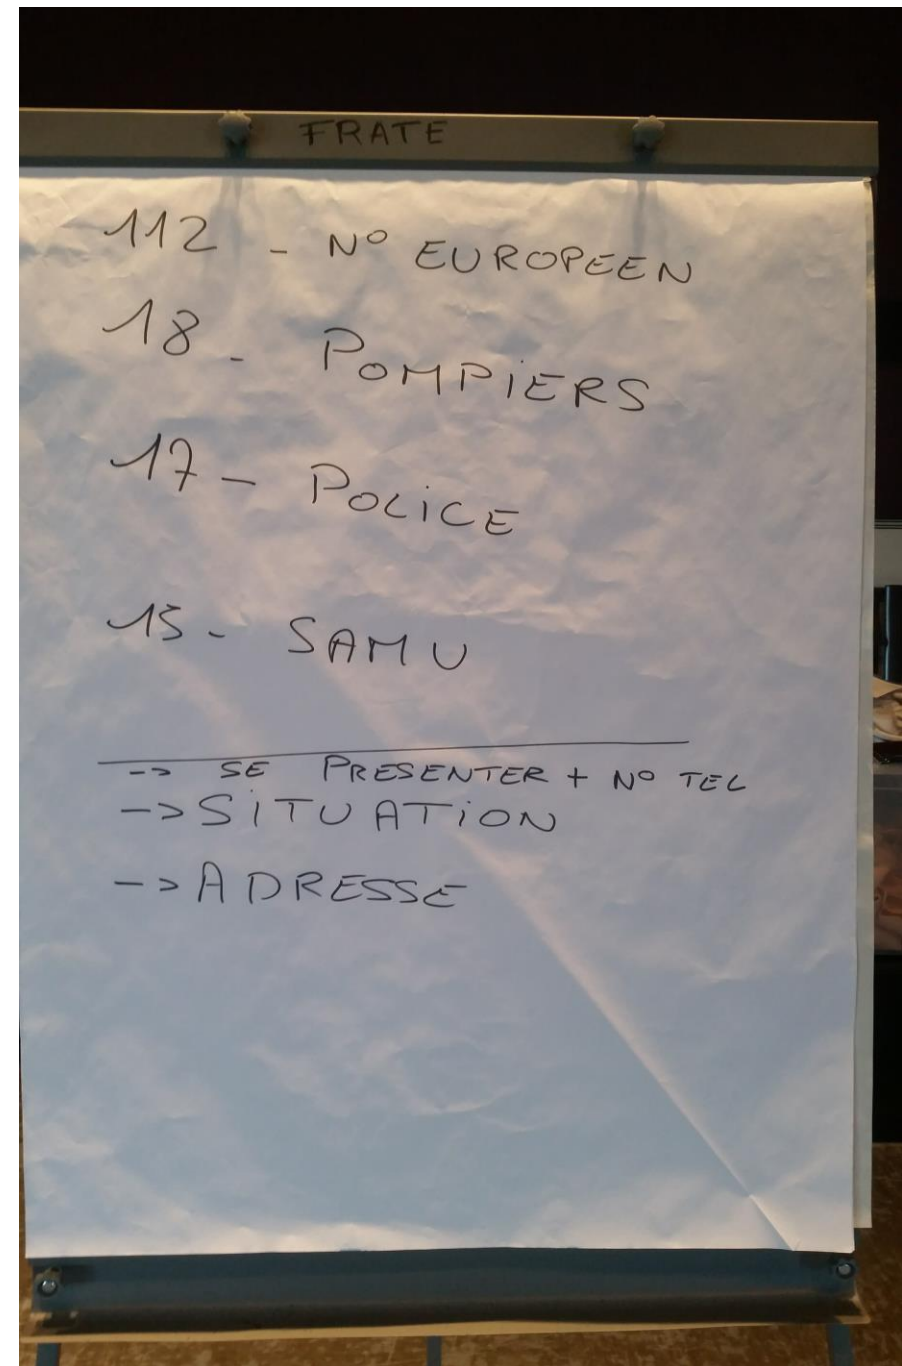 FRATE
112 - N° EUROPEEN
18 - POMPiERS
17 - POLiCE
15 - SAMU
-> SE PRESENTER + N° TEL
-> SiTUATiON
-> ADRESSE